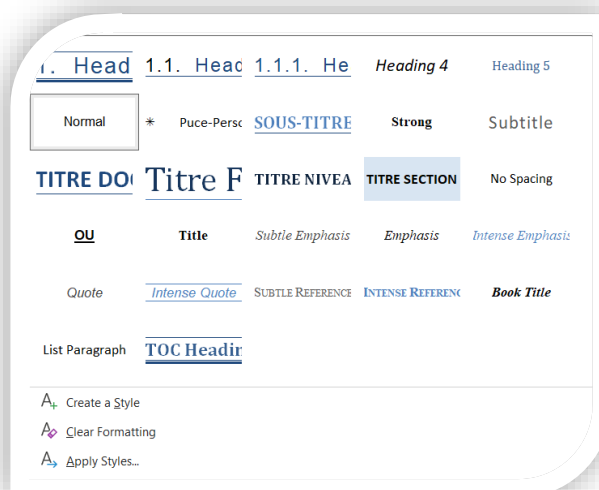 1. Head 1.1. Head 1.1.1. He Heading 4 Heading 5
Normal * Puce-Perso SOUS-TITRE Strong Subtitle
TITRE DO Titre F TITRE NIVEA TITRE SECTION No Spacing
OU Title Subtle Emphasis Emphasis Intense Emphasis
Quote Intense Quote SUBTLE REFERENCE INTENSE REFERENC Book Title
List Paragraph TOC Headin
Create a Style
Clear Formatting
Apply Styles...